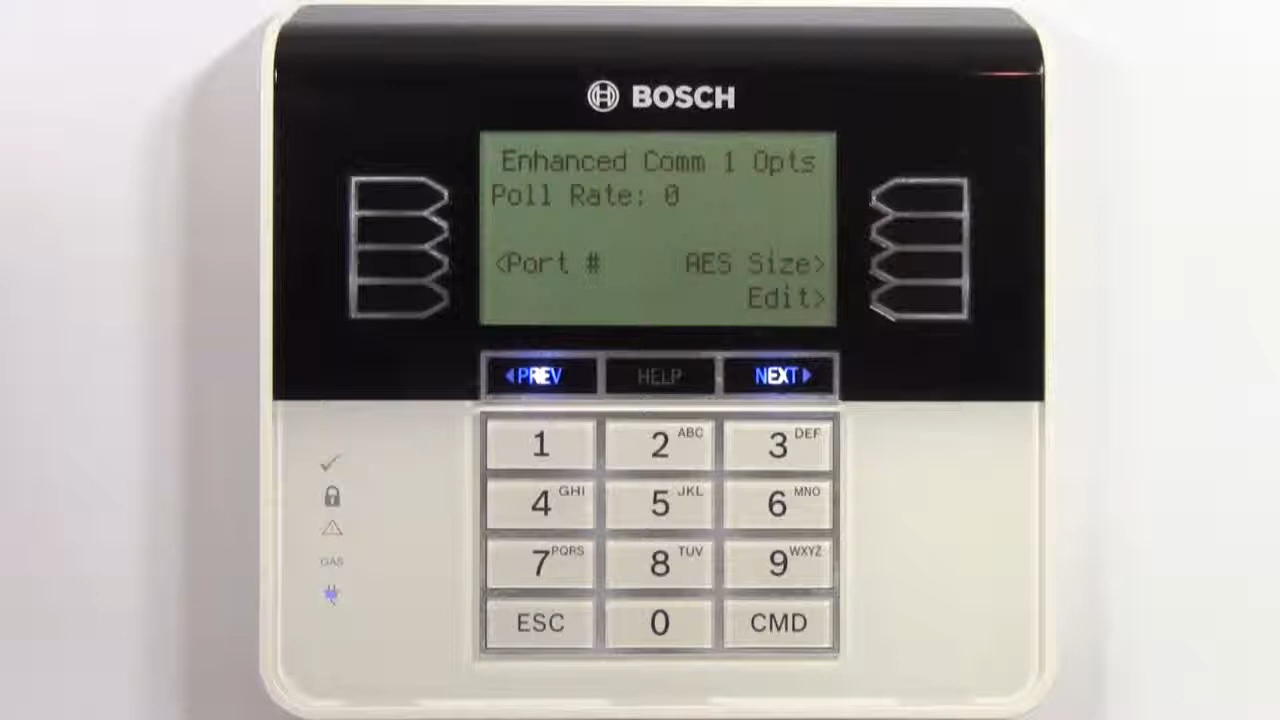 BOSCH
Enhanced Comm 1 Opts
Poll Rate: 0
<Port # AES Size>
Edit>
PREV HELP NEXT
1 2 ABC 3 DEF
4 GHI 5 JKL 6 MNO
7 PQRS 8 TUV 9 WXYZ
GAS
ESC 0 CMD